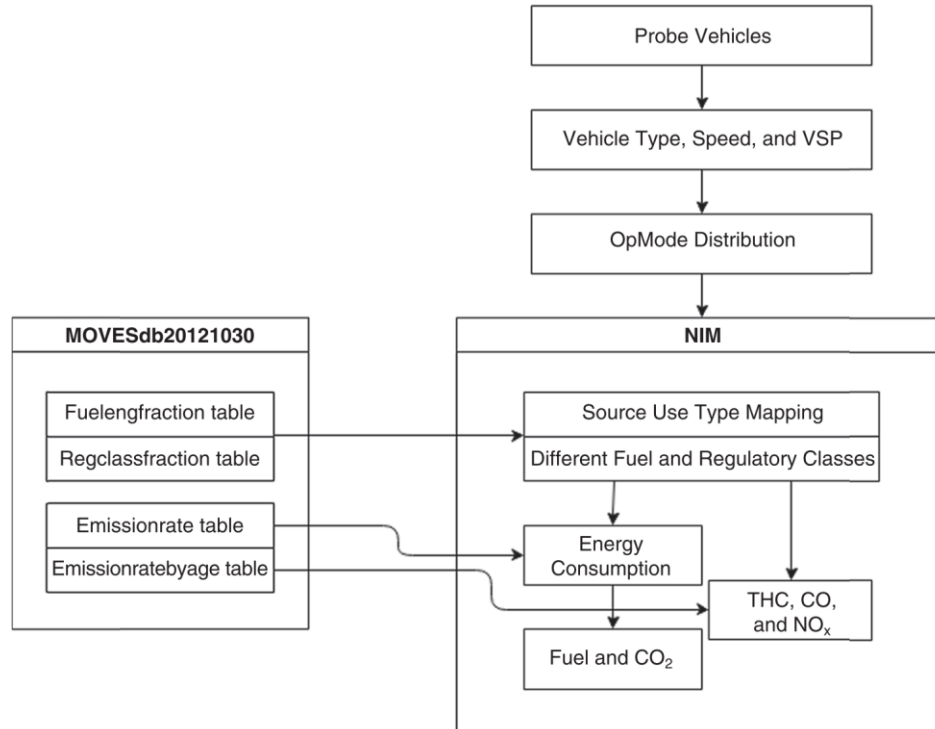 Probe Vehicles
Vehicle Type, Speed, and VSP
OpMode Distribution
MOVESdb20121030
Fuelengfraction table
Regclassfraction table
Emissionrate table
Emissionratebyage table
NIM
Source Use Type Mapping
Different Fuel and Regulatory Classes
Energy
Consumption
THC, CO,
and NOₓ
Fuel and CO₂